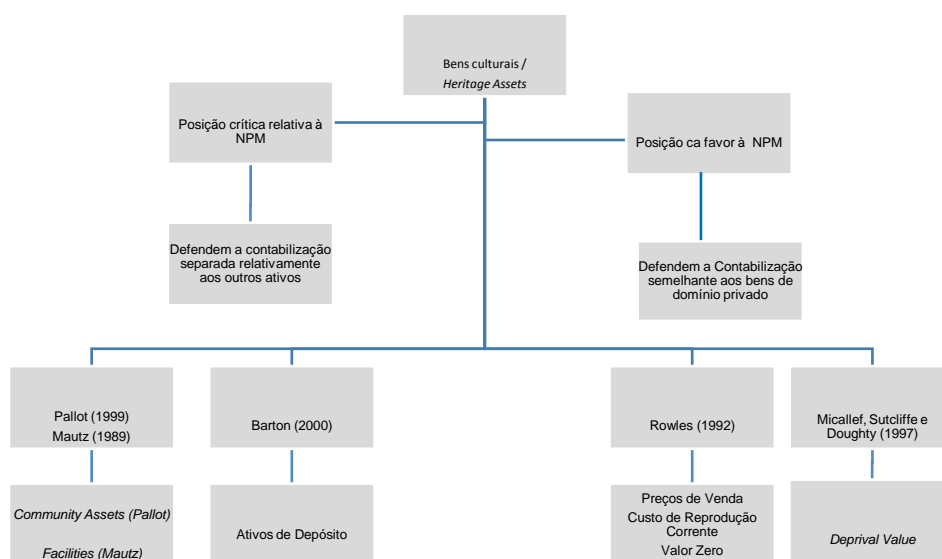 Bens culturais /
Heritage Assets
Posição crítica relativa à
NPM
Posição ca favor à NPM
Defendem a contabilização
separada relativamente
aos outros ativos
Defendem a Contabilização
semelhante aos bens de
domínio privado
Pallot (1999)
Mautz (1989)
Barton (2000)
Rowles (1992)
Micallef, Sutcliffe e
Doughty (1997)
Community Assets (Pallot)
Facilities (Mautz)
Ativos de Depósito
Preços de Venda
Custo de Reprodução
Corrente
Valor Zero
Deprival Value